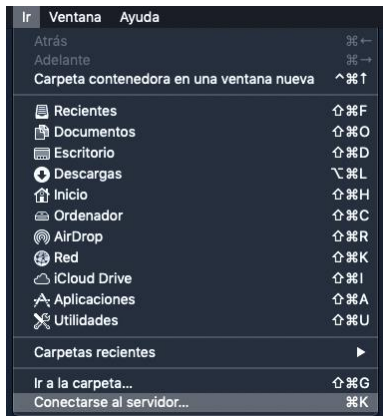 Ir Ventana Ayuda
Atrás ⌘←
Adelante ⌘→
Carpeta contenedora en una ventana nueva ^⌘↑
Recientes ⇧⌘F
Documentos ⇧⌘O
Escritorio ⇧⌘D
Descargas ⌥⌘L
Inicio ⇧⌘H
Ordenador ⇧⌘C
AirDrop ⇧⌘R
Red ⇧⌘K
iCloud Drive ⇧⌘I
Aplicaciones ⇧⌘A
Utilidades ⇧⌘U
Carpetas recientes ▶
Ir a la carpeta... ⇧⌘G
Conectarse al servidor... ⌘K